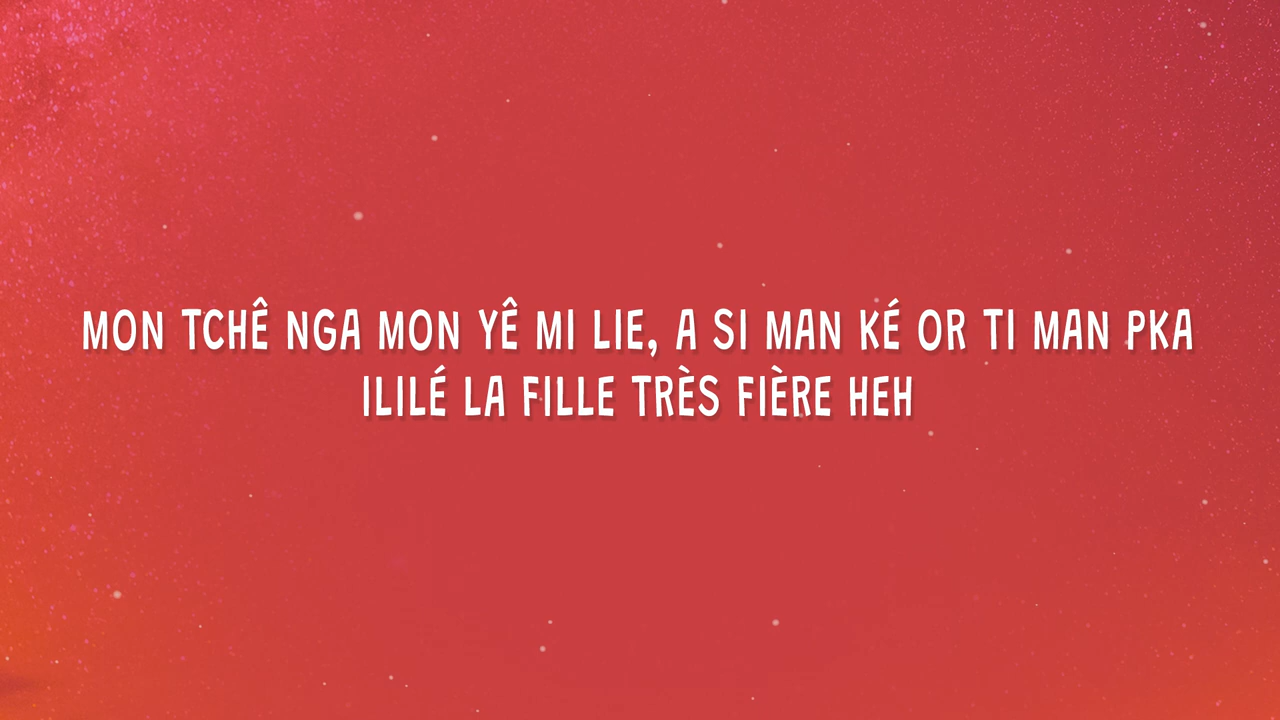 MON TCHÊ NGA MON YÊ MI LIE, A SI MAN KÉ OR TI MAN PKA
ILILÉ LA FILLE TRÈS FIÈRE HEH